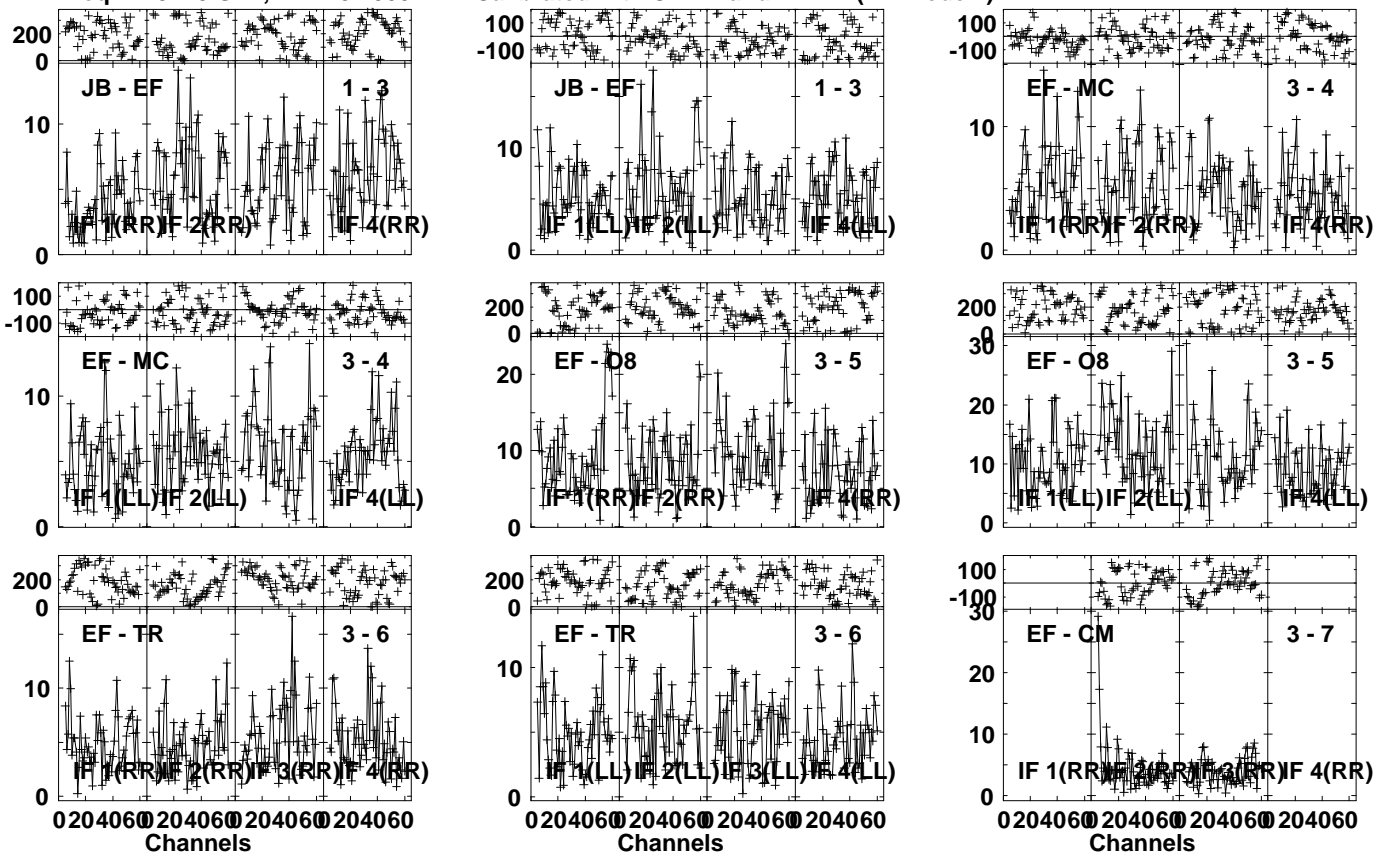 200
0
JB - EF
1 - 3
10
0
IF 1(RR)
IF 2(RR)
IF 4(RR)
100
-100
JB - EF
1 - 3
10
0
IF 1(LL)
IF 2(LL)
IF 4(LL)
100
-100
EF - MC
3 - 4
10
0
IF 1(RR)
IF 2(RR)
IF 4(RR)
100
-100
EF - MC
3 - 4
10
0
IF 1(LL)
IF 2(LL)
IF 4(LL)
200
0
EF - O8
3 - 5
20
10
0
IF 1(RR)
IF 2(RR)
IF 4(RR)
200
0
30
EF - O8
3 - 5
20
10
0
IF 1(LL)
IF 2(LL)
IF 4(LL)
200
0
EF - TR
3 - 6
10
0
IF 1(RR)
IF 2(RR)
IF 3(RR)
IF 4(RR)
0 20 40 60 0 20 40 60 0 20 40 60 0 20 40 60
Channels
200
0
EF - TR
3 - 6
10
0
IF 1(LL)
IF 2(LL)
IF 3(LL)
IF 4(LL)
0 20 40 60 0 20 40 60 0 20 40 60 0 20 40 60
Channels
100
-100
30
EF - CM
3 - 7
20
10
0
IF 1(RR)
IF 2(RR)
IF 3(RR)
IF 4(RR)
0 20 40 60 0 20 40 60 0 20 40 60 0 20 40 60
Channels